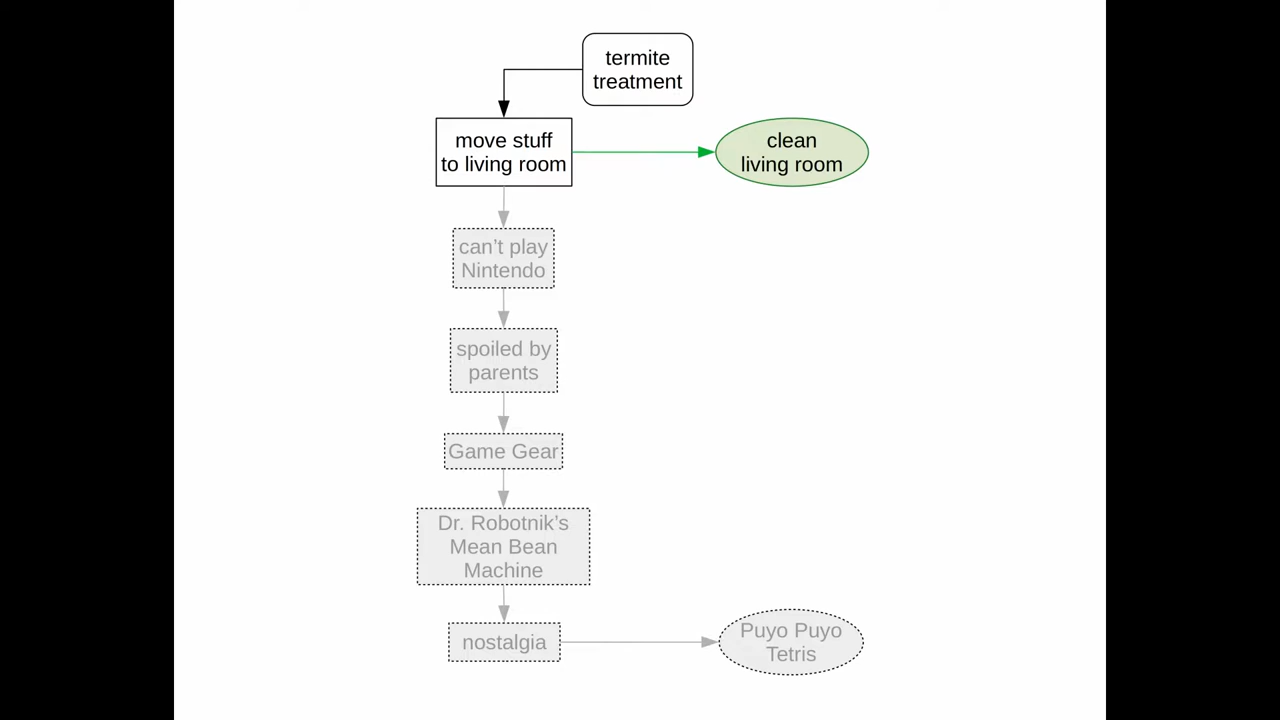 termite
treatment
move stuff
to living room
clean
living room
can’t play
Nintendo
spoiled by
parents
Game Gear
Dr. Robotnik’s
Mean Bean
Machine
nostalgia
Puyo Puyo
Tetris